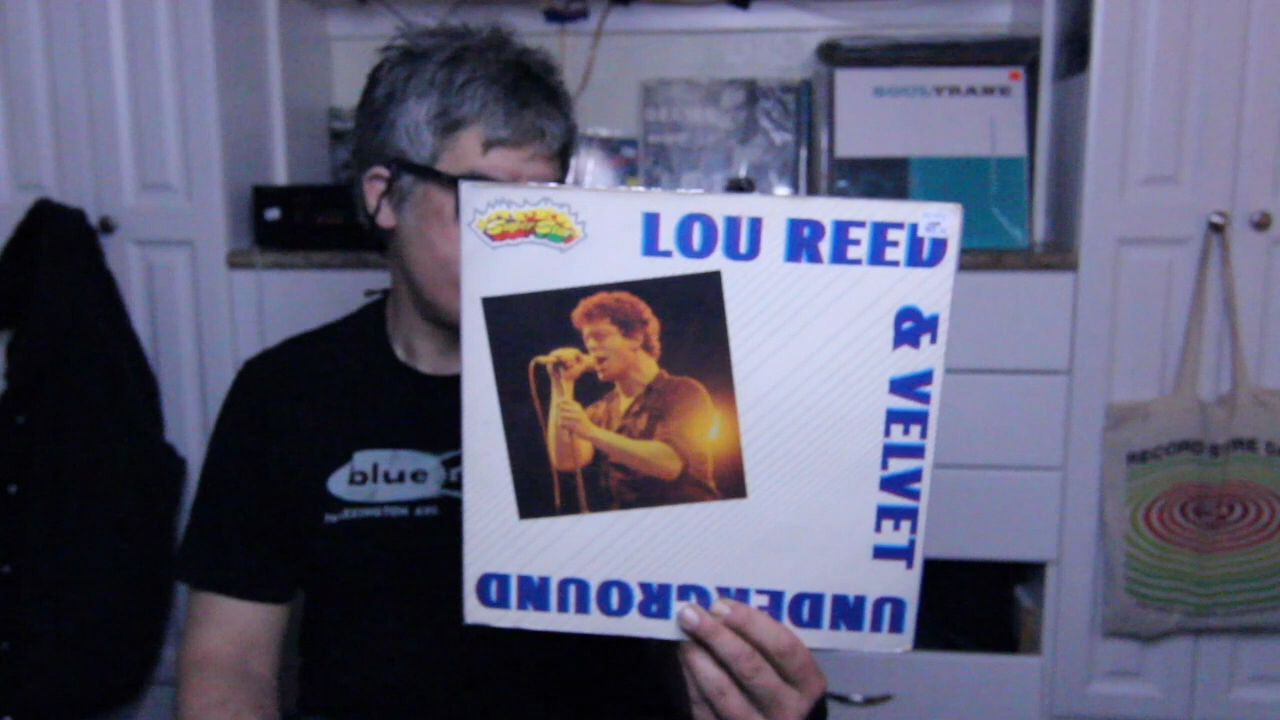 SOULTRANE
LOU REED
& VELVET
UNDERGROUND
blue
RECORD STORE